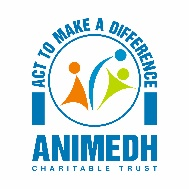 ACT TO MAKE A DIFFERENCE
ANIMEDH
CHARITABLE TRUST